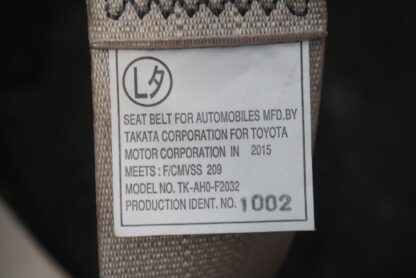 Lタ
SEAT BELT FOR AUTOMOBILES MFD.BY
TAKATA CORPORATION FOR TOYOTA
MOTOR CORPORATION IN 2015
MEETS : F/CMVSS 209
MODEL NO. TK-AH0-F2032
PRODUCTION IDENT. NO. 1002